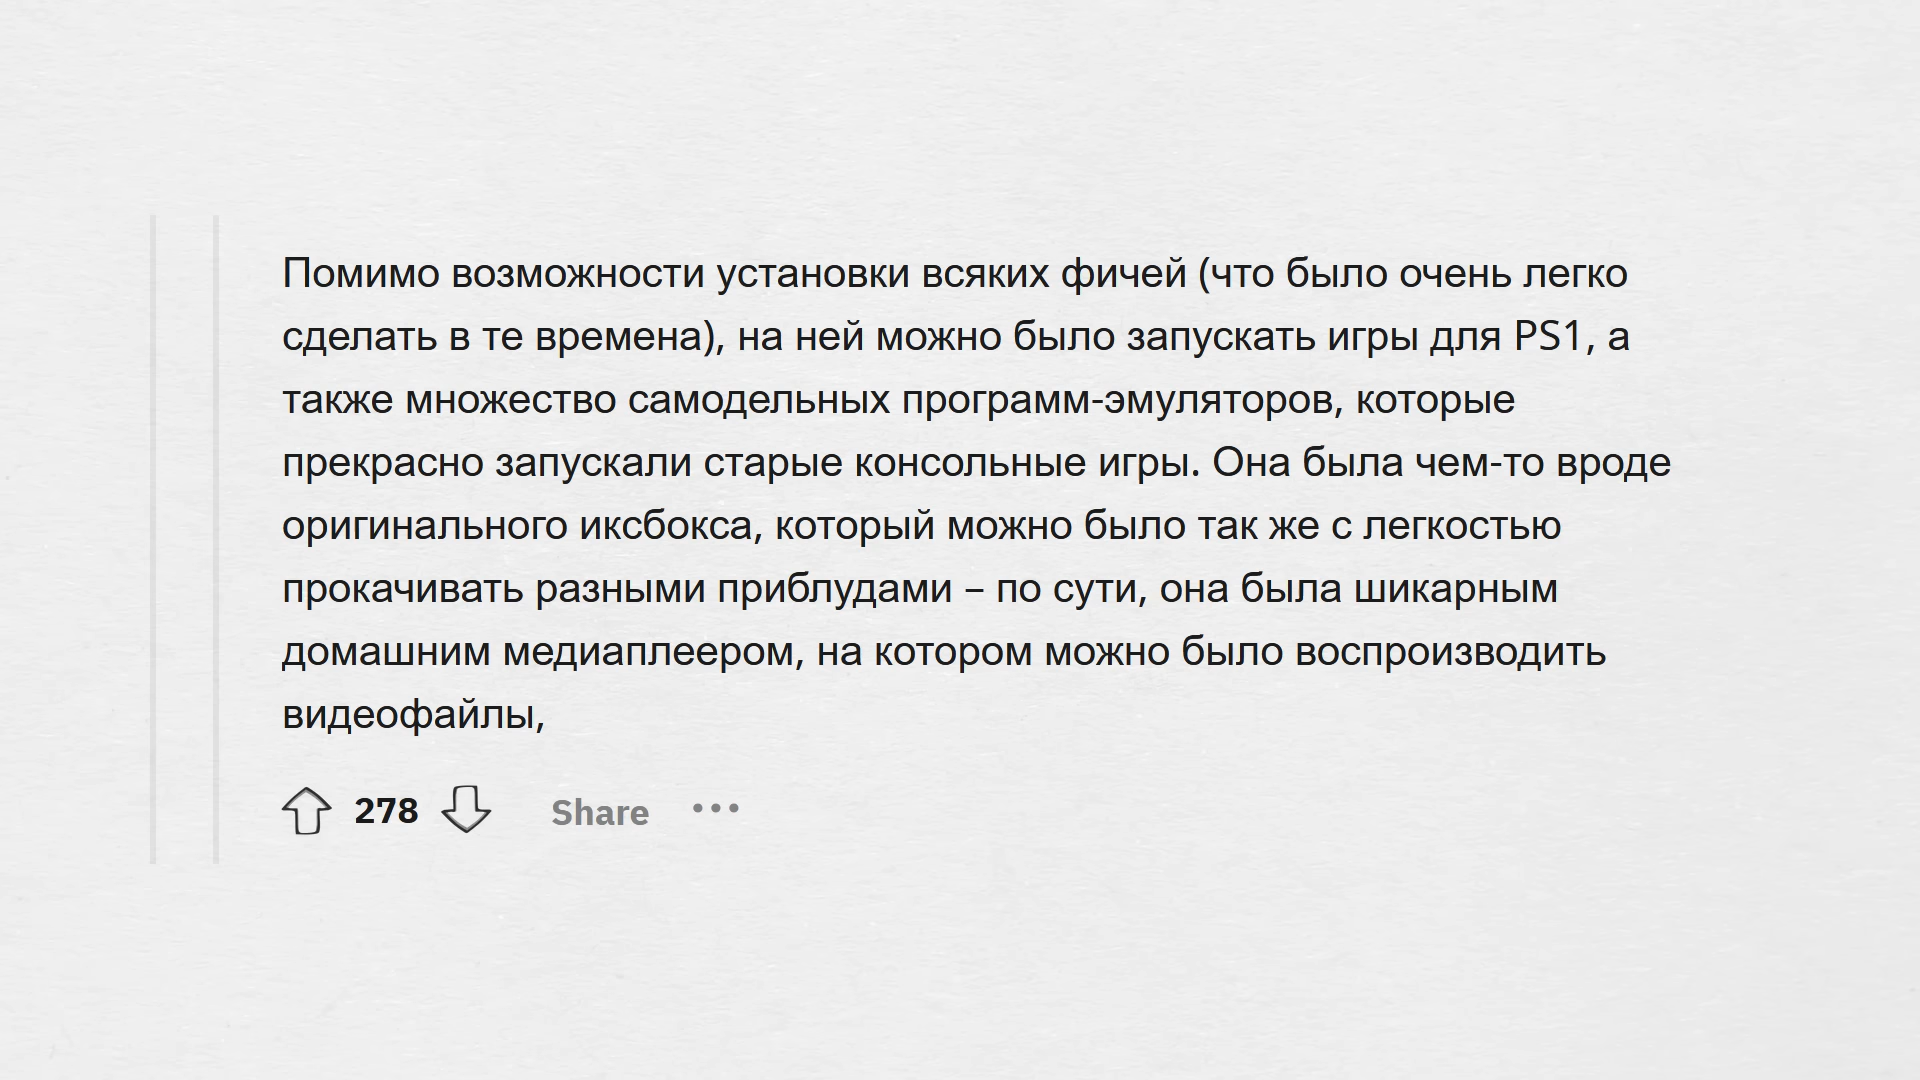 Помимо возможности установки всяких фичей (что было очень легко
сделать в те времена), на ней можно было запускать игры для PS1, а
также множество самодельных программ-эмуляторов, которые
прекрасно запускали старые консольные игры. Она была чем-то вроде
оригинального иксбокса, который можно было так же с легкостью
прокачивать разными приблудами – по сути, она была шикарным
домашним медиаплеером, на котором можно было воспроизводить
видеофайлы,
278 Share